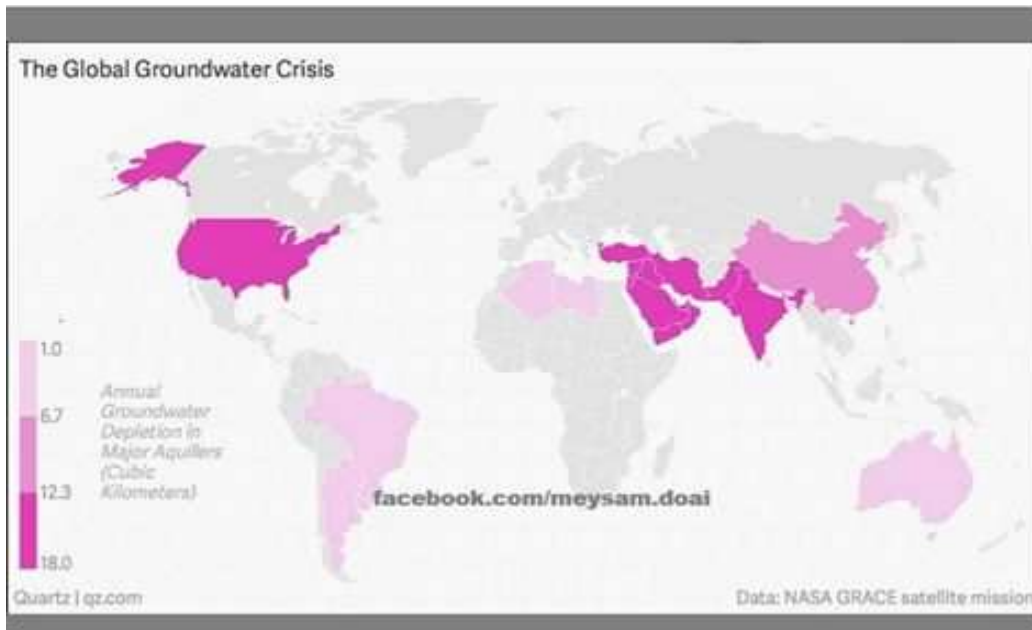 The Global Groundwater Crisis
1.0
6.7
12.3
18.0
Annual
Groundwater
Depletion in
Major Aquillers
(Cubic
Kilometers)
facebook.com/meysam.doai
Quartz | qz.com
Data: NASA GRACE satellite mission